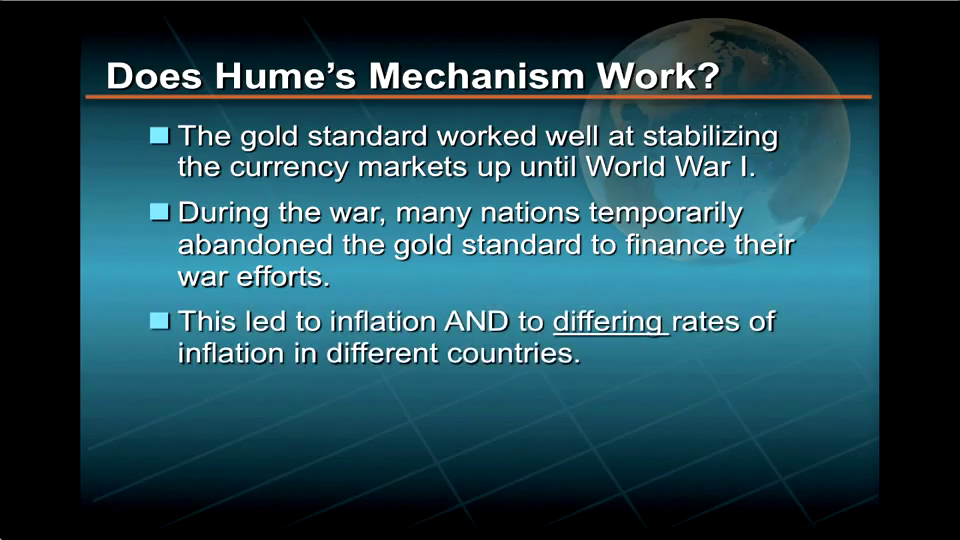 Does Hume's Mechanism Work?
The gold standard worked well at stabilizing
the currency markets up until World War I.
During the war, many nations temporarily
abandoned the gold standard to finance their
war efforts.
This led to inflation AND to differing rates of
inflation in different countries.